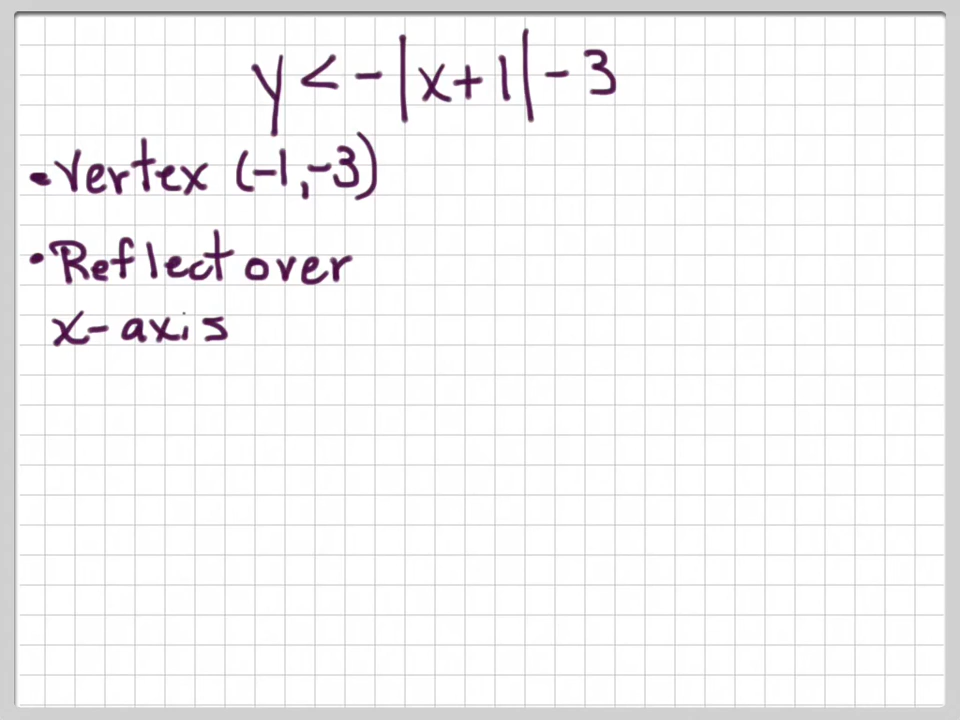 y < -|x+1| - 3
• Vertex (-1, -3)
• Reflect over
x-axis